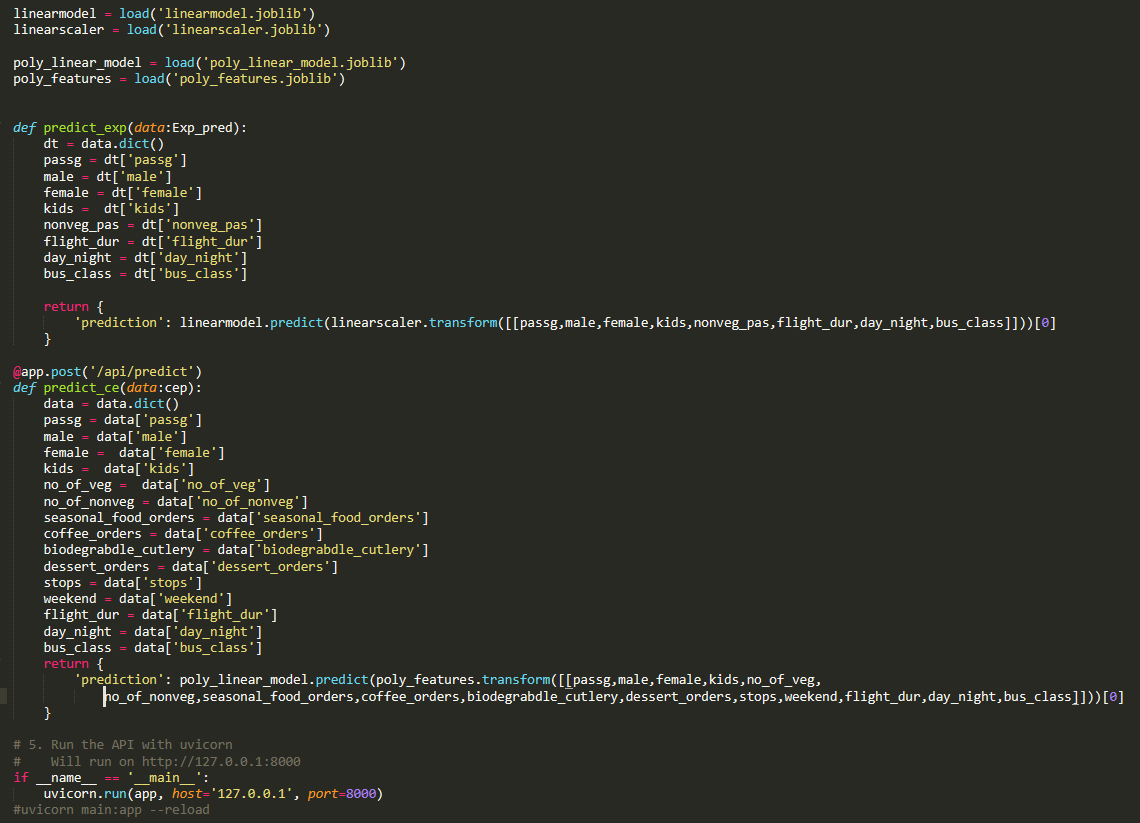 linearmodel = load('linearmodel.joblib')
linearscaler = load('linearscaler.joblib')
poly_linear_model = load('poly_linear_model.joblib')
poly_features = load('poly_features.joblib')
def predict_exp(data:Exp_pred):
    dt = data.dict()
    passg = dt['passg']
    male = dt['male']
    female = dt['female']
    kids =  dt['kids']
    nonveg_pas = dt['nonveg_pas']
    flight_dur = dt['flight_dur']
    day_night = dt['day_night']
    bus_class = dt['bus_class']
    return {
        'prediction': linearmodel.predict(linearscaler.transform([[passg,male,female,kids,nonveg_pas,flight_dur,day_night,bus_class]]))[0]
    }
@app.post('/api/predict')
def predict_ce(data:cep):
    data = data.dict()
    passg = data['passg']
    male = data['male']
    female =  data['female']
    kids =  data['kids']
    no_of_veg =  data['no_of_veg']
    no_of_nonveg = data['no_of_nonveg']
    seasonal_food_orders = data['seasonal_food_orders']
    coffee_orders = data['coffee_orders']
    biodegrabdle_cutlery = data['biodegrabdle_cutlery']
    dessert_orders = data['dessert_orders']
    stops = data['stops']
    weekend = data['weekend']
    flight_dur = data['flight_dur']
    day_night = data['day_night']
    bus_class = data['bus_class']
    return {
        'prediction': poly_linear_model.predict(poly_features.transform([[passg,male,female,kids,no_of_veg,
            no_of_nonveg,seasonal_food_orders,coffee_orders,biodegrabdle_cutlery,dessert_orders,stops,weekend,flight_dur,day_night,bus_class]]))[0]
    }
# 5. Run the API with uvicorn
#    Will run on http://127.0.0.1:8000
if __name__ == '__main__':
    uvicorn.run(app, host='127.0.0.1', port=8000)
#uvicorn main:app --reload